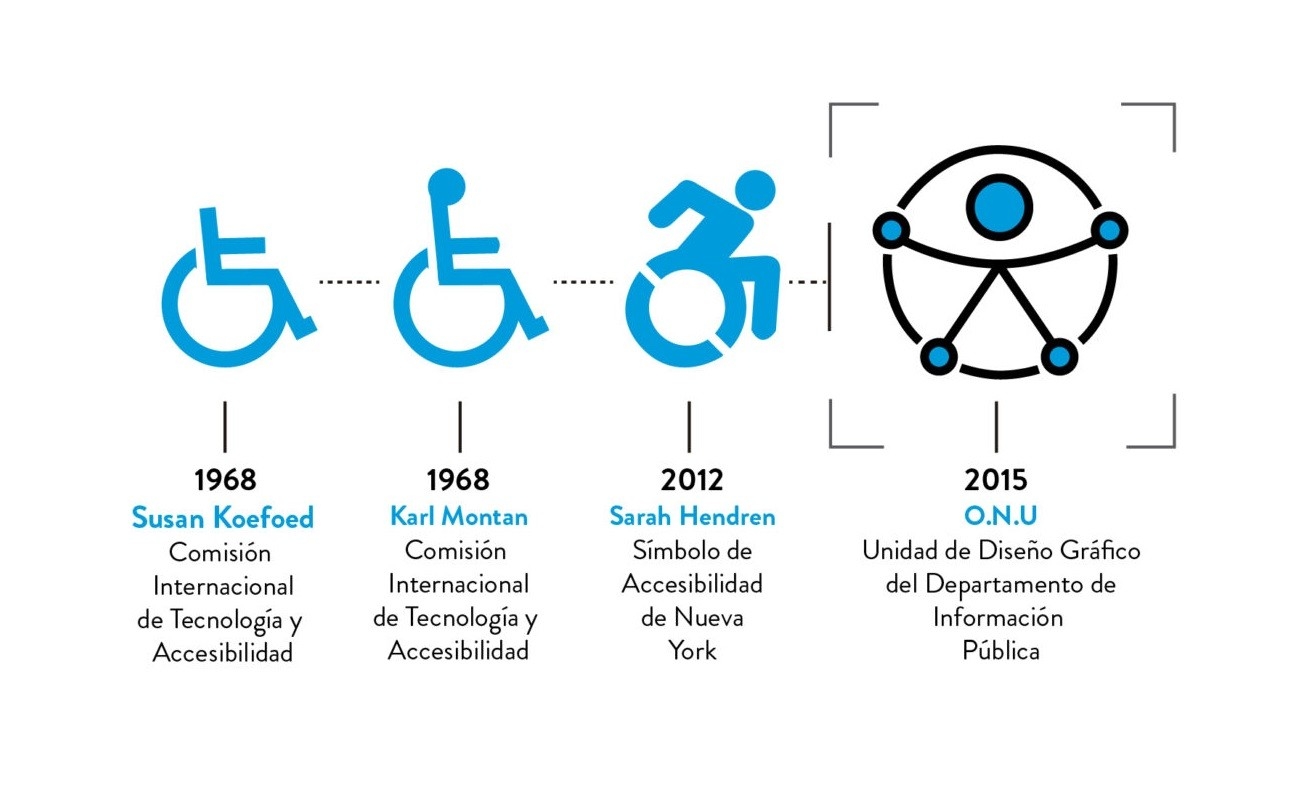 1968
Susan Koefoed
Comisión
Internacional
de Tecnología y
Accesibilidad
1968
Karl Montan
Comisión
Internacional
de Tecnología y
Accesibilidad
2012
Sarah Hendren
Símbolo de
Accesibilidad
de Nueva
York
2015
O.N.U
Unidad de Diseño Gráfico
del Departamento de
Información
Pública